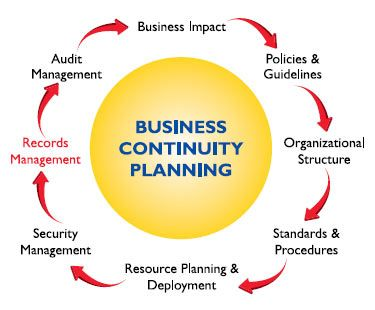 Business Impact
Policies &
Guidelines
Organizational
Structure
Standards &
Procedures
Resource Planning &
Deployment
Security
Management
Records
Management
Audit
Management
BUSINESS
CONTINUITY
PLANNING